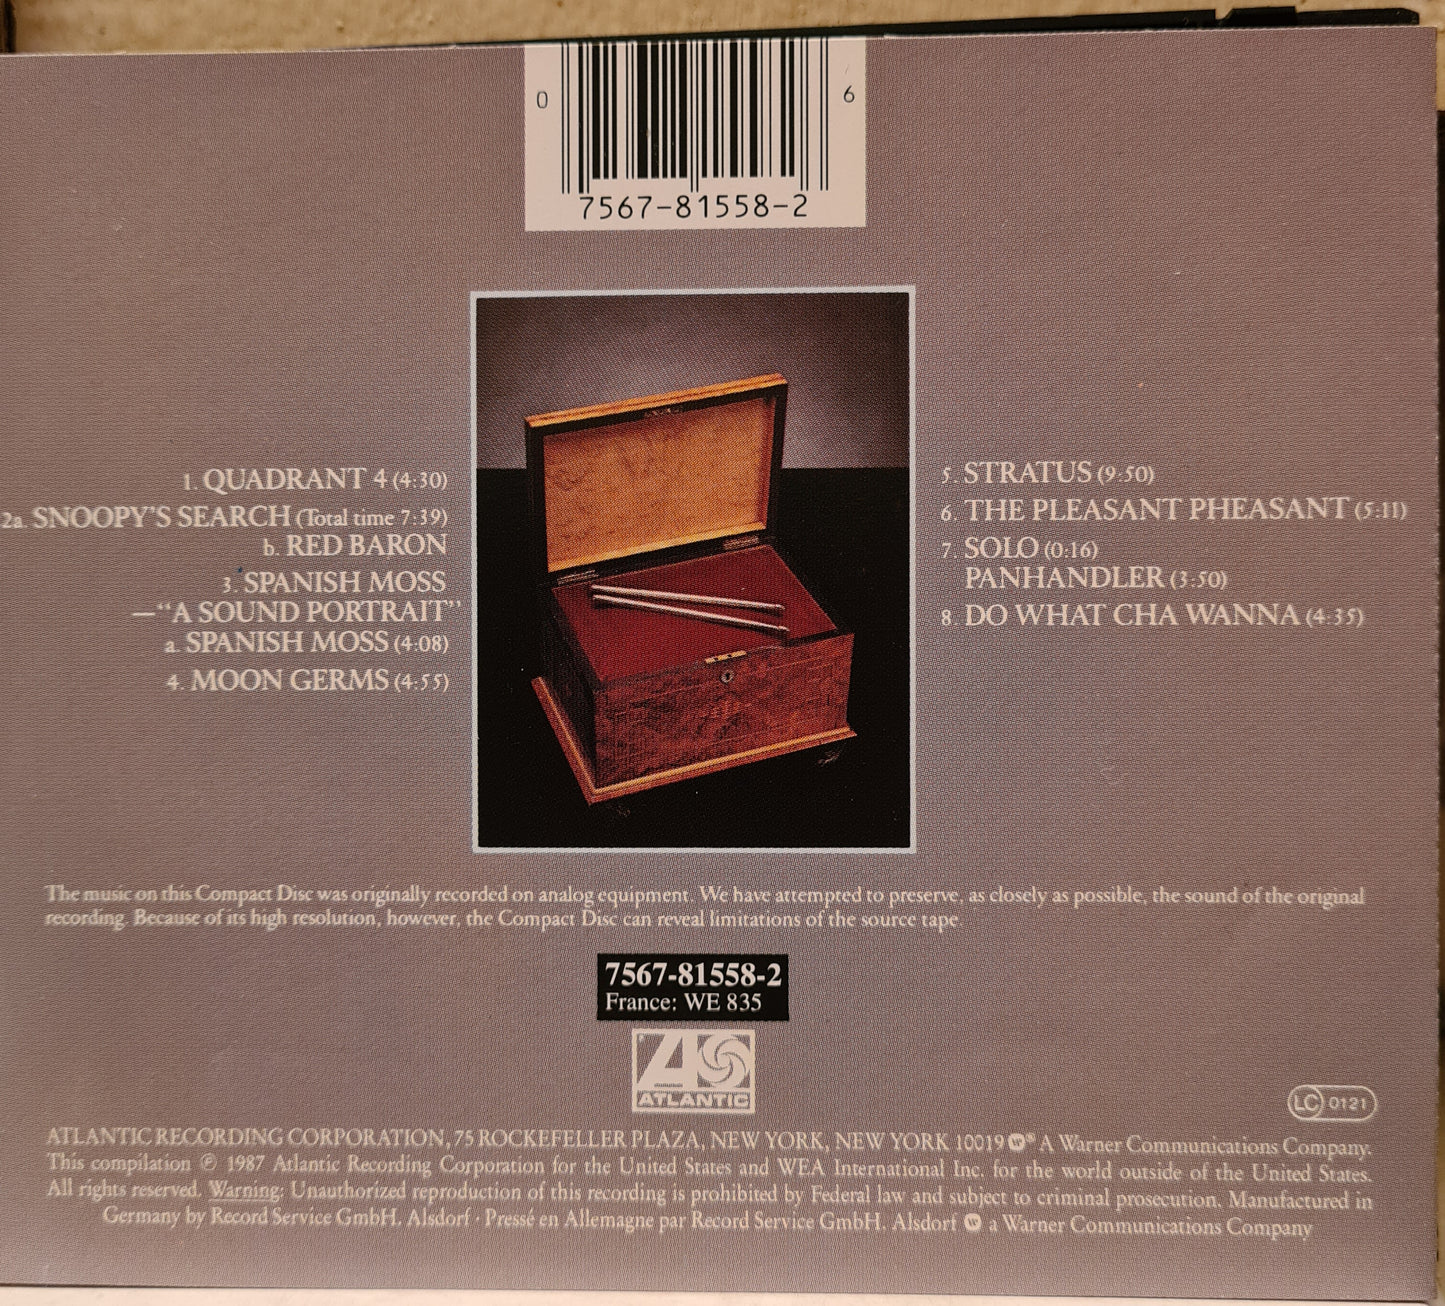 0
6
7567-81558-2
1. QUADRANT 4 (4:30)
2a. SNOOPY'S SEARCH (Total time 7:39)
b. RED BARON
3. SPANISH MOSS
—"A SOUND PORTRAIT"
a. SPANISH MOSS (4:08)
4. MOON GERMS (4:55)
5. STRATUS (9:50)
6. THE PLEASANT PHEASANT (5:11)
7. SOLO (0:16)
PANHANDLER (3:50)
8. DO WHAT CHA WANNA (4:35)
The music on this Compact Disc was originally recorded on analog equipment. We have attempted to preserve, as closely as possible, the sound of the original
recording. Because of its high resolution, however, the Compact Disc can reveal limitations of the source tape.
7567-81558-2
France: WE 835
ATLANTIC
LC 0121
ATLANTIC RECORDING CORPORATION, 75 ROCKEFELLER PLAZA, NEW YORK, NEW YORK 10019 ® A Warner Communications Company.
This compilation ℗ 1987 Atlantic Recording Corporation for the United States and WEA International Inc. for the world outside of the United States.
All rights reserved. Warning: Unauthorized reproduction of this recording is prohibited by Federal law and subject to criminal prosecution. Manufactured in
Germany by Record Service GmbH. Alsdorf · Pressé en Allemagne par Record Service GmbH. Alsdorf a Warner Communications Company